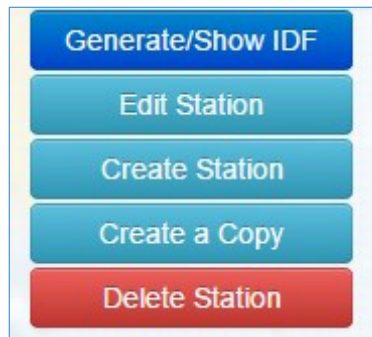 Generate/Show IDF
Edit Station
Create Station
Create a Copy
Delete Station